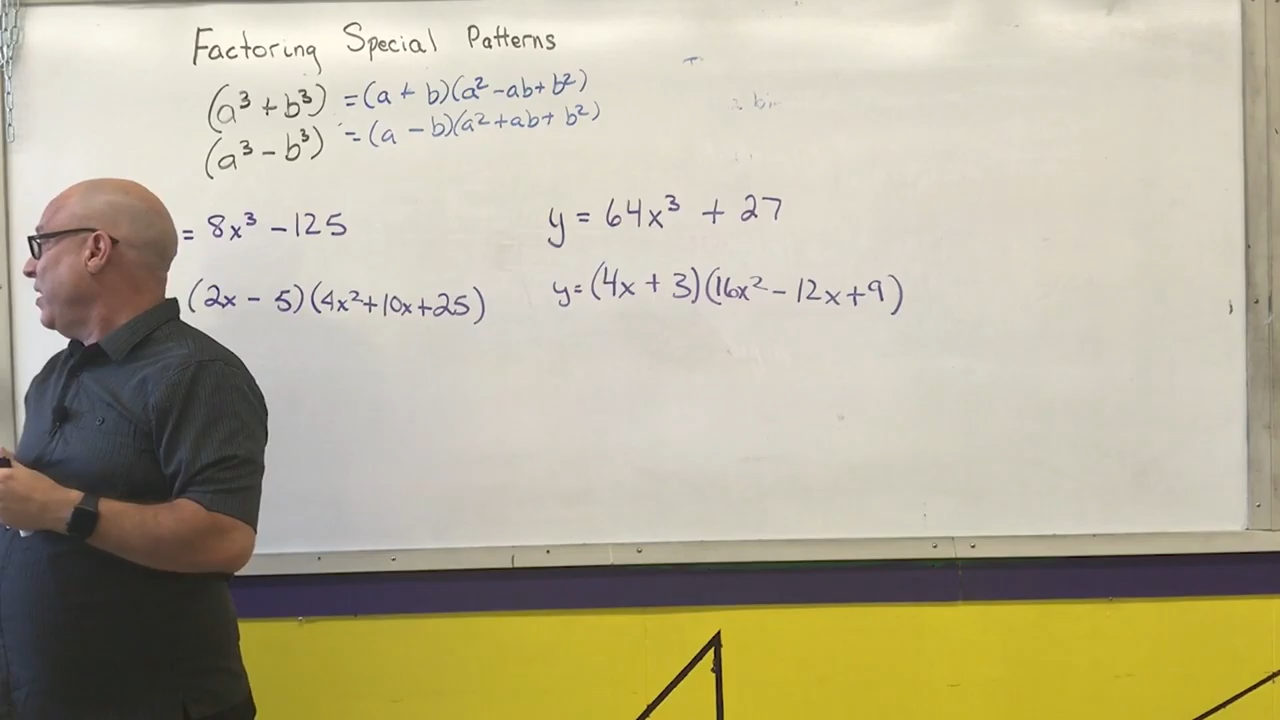 Factoring Special Patterns
(a³ + b³) = (a + b)(a² - ab + b²)
(a³ - b³) = (a - b)(a² + ab + b²)
= 8x³ - 125
(2x - 5)(4x² + 10x + 25)
y = 64x³ + 27
y = (4x + 3)(16x² - 12x + 9)